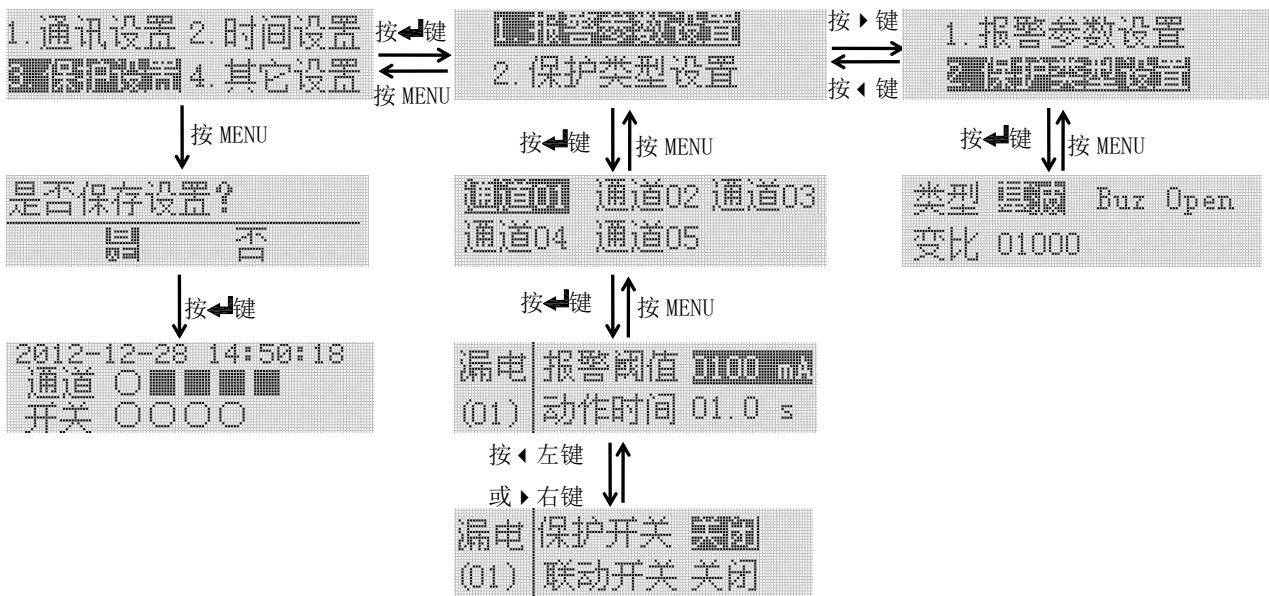 1.通讯设置 2.时间设置
3.保护设置 4.其它设置
按键
按 MENU
1.报警参数设置
2.保护类型设置
按▶键
按◀键
1.报警参数设置
2.保护类型设置
按 MENU
按键
按 MENU
按键
按 MENU
是否保存设置?
是 否
通道01 通道02 通道03
通道04 通道05
类型 Bur Open
变比 01000
按键
按键
按 MENU
2012-12-28 14:50:18
通道 ○■■■■
开关 ○○○○
漏电 报警阈值 0100 mA
(01) 动作时间 01.0 s
按◀左键
或▶右键
漏电 保护开关 关闭
(01) 联动开关 关闭